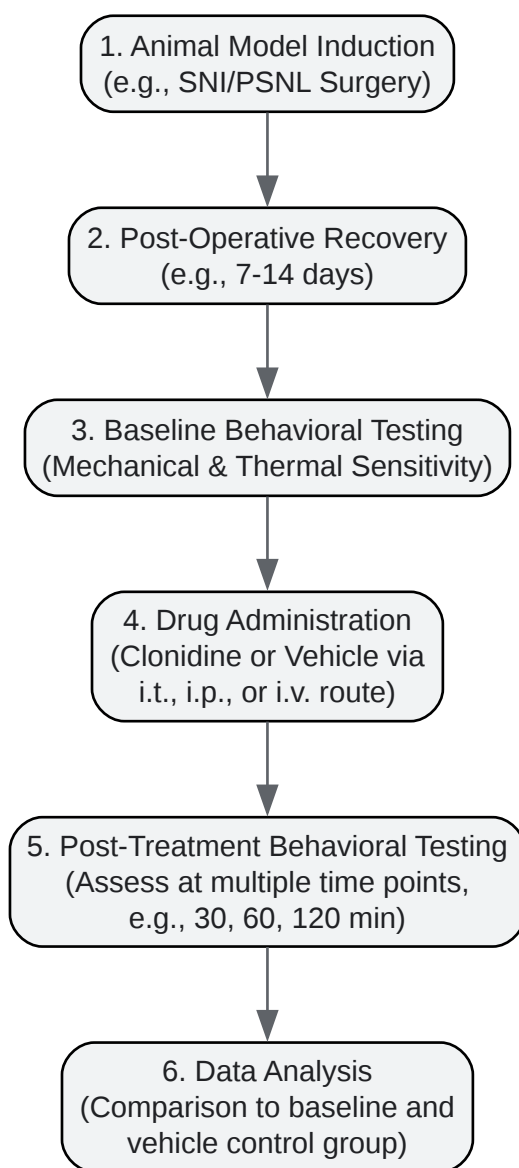 1. Animal Model Induction
(e.g., SNI/PSNL Surgery)
2. Post-Operative Recovery
(e.g., 7-14 days)
3. Baseline Behavioral Testing
(Mechanical & Thermal Sensitivity)
4. Drug Administration
(Clonidine or Vehicle via
i.t., i.p., or i.v. route)
5. Post-Treatment Behavioral Testing
(Assess at multiple time points,
e.g., 30, 60, 120 min)
6. Data Analysis
(Comparison to baseline and
vehicle control group)